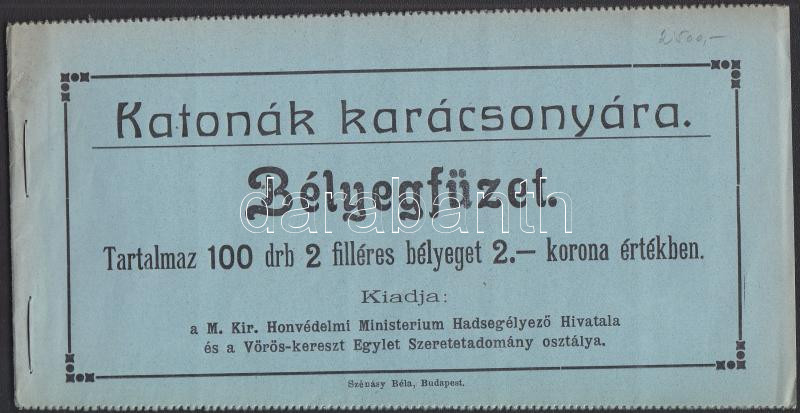 2500,-
Katonák karácsonyára.
Bélyegfüzet.
darabanth
Tartalmaz 100 drb 2 filléres bélyeget 2.— korona értékben.
Kiadja:
a M. Kir. Honvédelmi Ministerium Hadsegélyező Hivatala
és a Vörös-kereszt Egylet Szeretetadomány osztálya.
Szénásy Béla, Budapest.